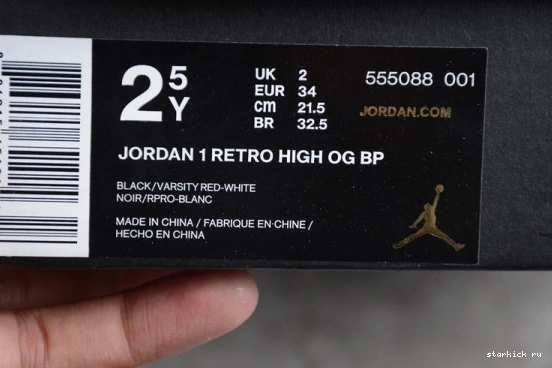 2 5Y
UK 2
EUR 34
cm 21.5
BR 32.5
555088 001
JORDAN.COM
JORDAN 1 RETRO HIGH OG BP
BLACK/VARSITY RED-WHITE
NOIR/RPRO-BLANC
MADE IN CHINA / FABRIQUE EN·CHINE /
HECHO EN CHINA
starkick ru